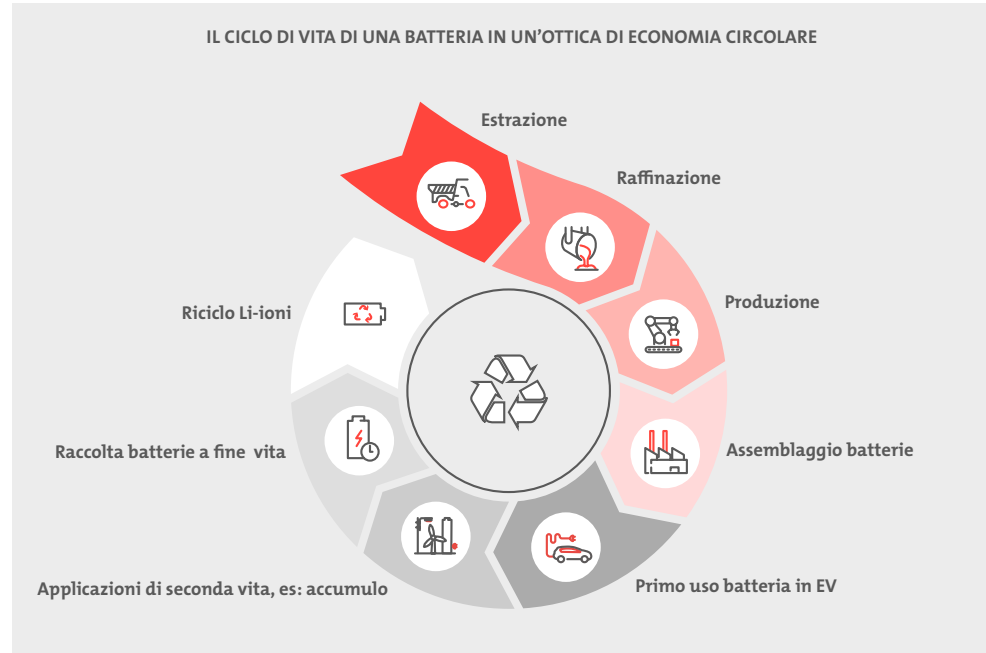 IL CICLO DI VITA DI UNA BATTERIA IN UN'OTTICA DI ECONOMIA CIRCOLARE
Estrazione
Raffinazione
Produzione
Assemblaggio batterie
Primo uso batteria in EV
Applicazioni di seconda vita, es: accumulo
Raccolta batterie a fine vita
Riciclo Li-ioni